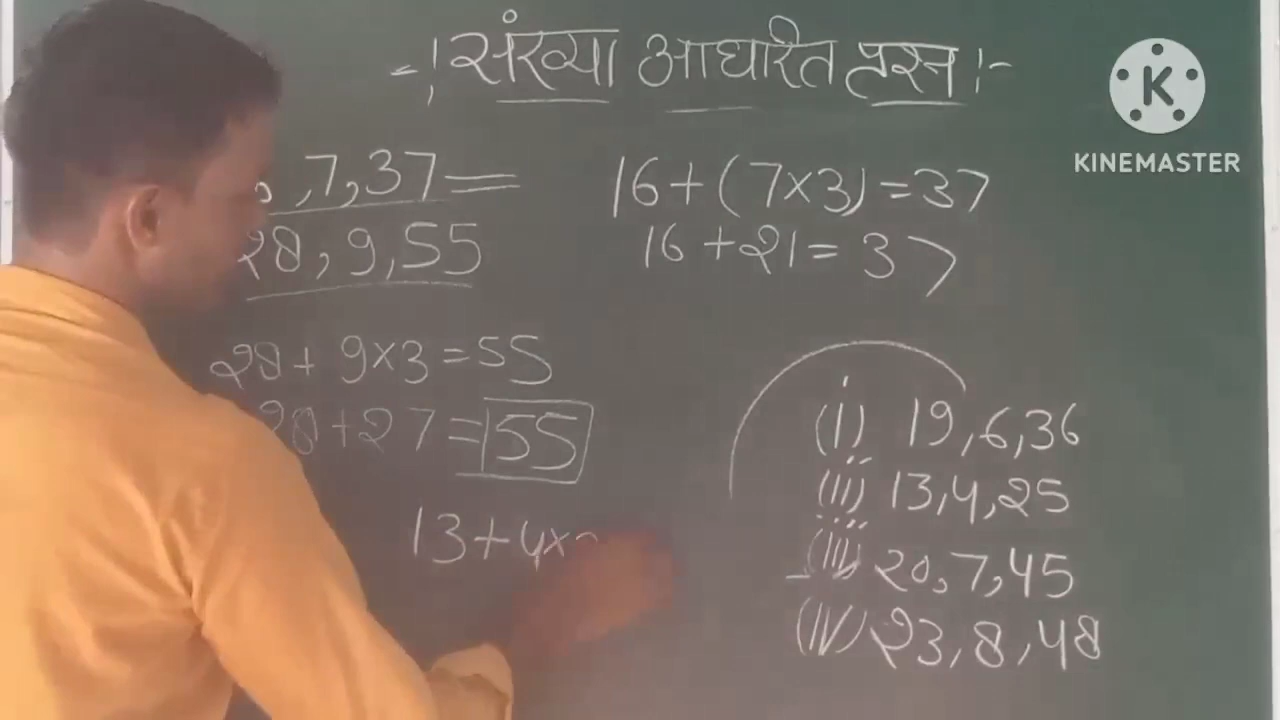 -:संख्या आधारित प्रश्न:-
,7,37
16+(7×3)=37
28,9,55
16+21=37
28+9×3=55
28+27=55
13+4×
(i) 19,6,36
(ii) 13,4,25
(iii) 20,7,45
(iv) 23,8,48
K
KINEMASTER